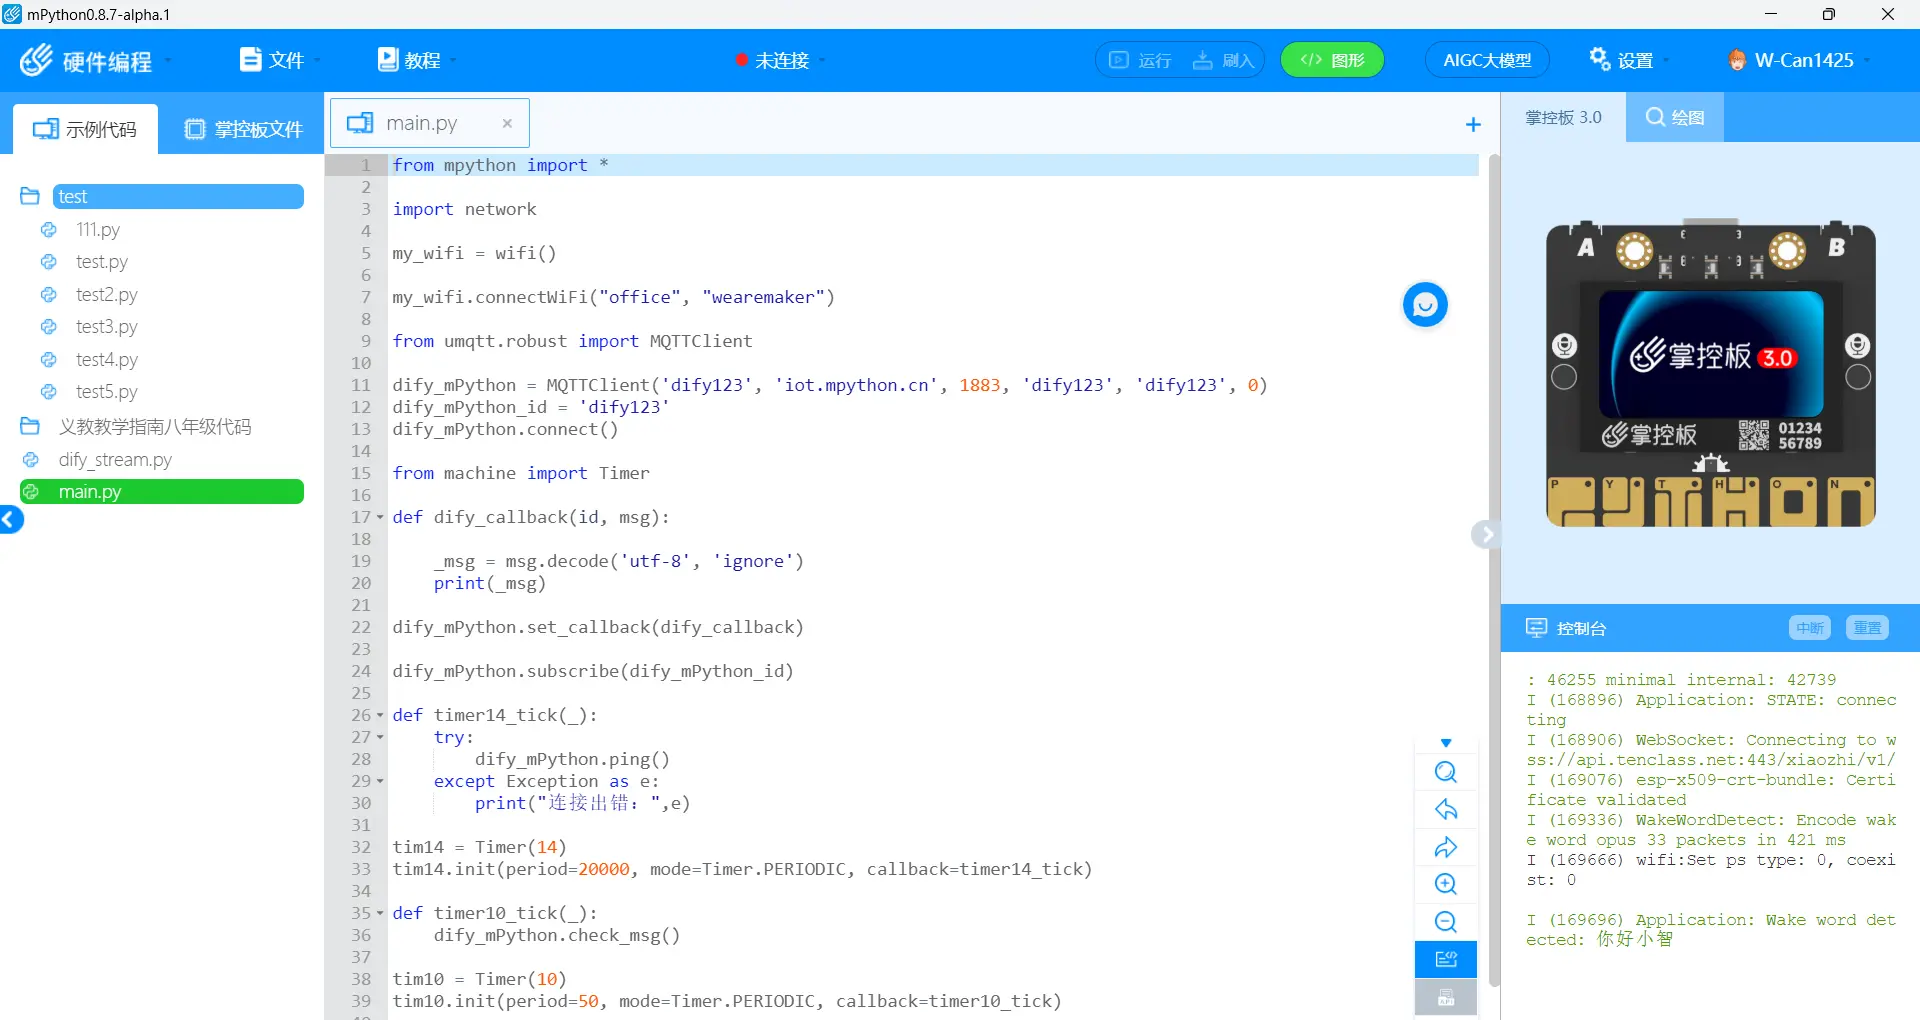 mPython0.8.7-alpha.1
硬件编程
文件
教程
未连接
运行
刷入
</> 图形
AIGC大模型
设置
W-Can1425
示例代码
掌控板文件
test
111.py
test.py
test2.py
test3.py
test4.py
test5.py
义教教学指南八年级代码
dify_stream.py
main.py
main.py
1 from mpython import *
2
3 import network
4
5 my_wifi = wifi()
6
7 my_wifi.connectWiFi("office", "wearemaker")
8
9 from umqtt.robust import MQTTClient
10
11 dify_mPython = MQTTClient('dify123', 'iot.mpython.cn', 1883, 'dify123', 'dify123', 0)
12 dify_mPython_id = 'dify123'
13 dify_mPython.connect()
14
15 from machine import Timer
16
17 def dify_callback(id, msg):
18
19     _msg = msg.decode('utf-8', 'ignore')
20     print(_msg)
21
22 dify_mPython.set_callback(dify_callback)
23
24 dify_mPython.subscribe(dify_mPython_id)
25
26 def timer14_tick(_):
27     try:
28         dify_mPython.ping()
29     except Exception as e:
30         print("连接出错：",e)
31
32 tim14 = Timer(14)
33 tim14.init(period=20000, mode=Timer.PERIODIC, callback=timer14_tick)
34
35 def timer10_tick(_):
36     dify_mPython.check_msg()
37
38 tim10 = Timer(10)
39 tim10.init(period=50, mode=Timer.PERIODIC, callback=timer10_tick)
掌控板 3.0
绘图
A
B
掌控板 3.0
掌控板
01234
56789
P Y T H O N
控制台
中断
重置
: 46255 minimal internal: 42739
I (168896) Application: STATE: connec
ting
I (168906) WebSocket: Connecting to w
ss://api.tenclass.net:443/xiaozhi/v1/
I (169076) esp-x509-crt-bundle: Certi
ficate validated
I (169336) WakeWordDetect: Encode wak
e word opus 33 packets in 421 ms
I (169666) wifi:Set ps type: 0, coexi
st: 0
I (169696) Application: Wake word det
ected: 你好小智